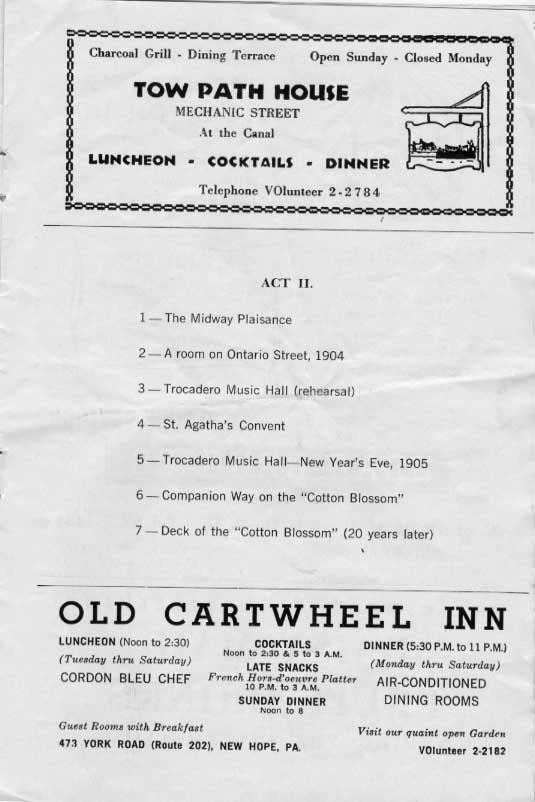 Charcoal Grill - Dining Terrace Open Sunday - Closed Monday
TOW PATH HOUSE
MECHANIC STREET
At the Canal
LUNCHEON - COCKTAILS - DINNER
Telephone VOlunteer 2-2784
ACT II.
1 — The Midway Plaisance
2 — A room on Ontario Street, 1904
3 — Trocadero Music Hall (rehearsal)
4 — St. Agatha's Convent
5 — Trocadero Music Hall—New Year's Eve, 1905
6 — Companion Way on the "Cotton Blossom"
7 — Deck of the "Cotton Blossom" (20 years later)
OLD CARTWHEEL INN
LUNCHEON (Noon to 2:30)
(Tuesday thru Saturday)
CORDON BLEU CHEF
COCKTAILS
Noon to 2:30 & 5 to 3 A.M.
LATE SNACKS
French Hors-d'oeuvre Platter
10 P.M. to 3 A.M.
SUNDAY DINNER
Noon to 8
DINNER (5:30 P.M. to 11 P.M.)
(Monday thru Saturday)
AIR-CONDITIONED
DINING ROOMS
Guest Rooms with Breakfast
473 YORK ROAD (Route 202), NEW HOPE, PA.
Visit our quaint open Garden
VOlunteer 2-2182